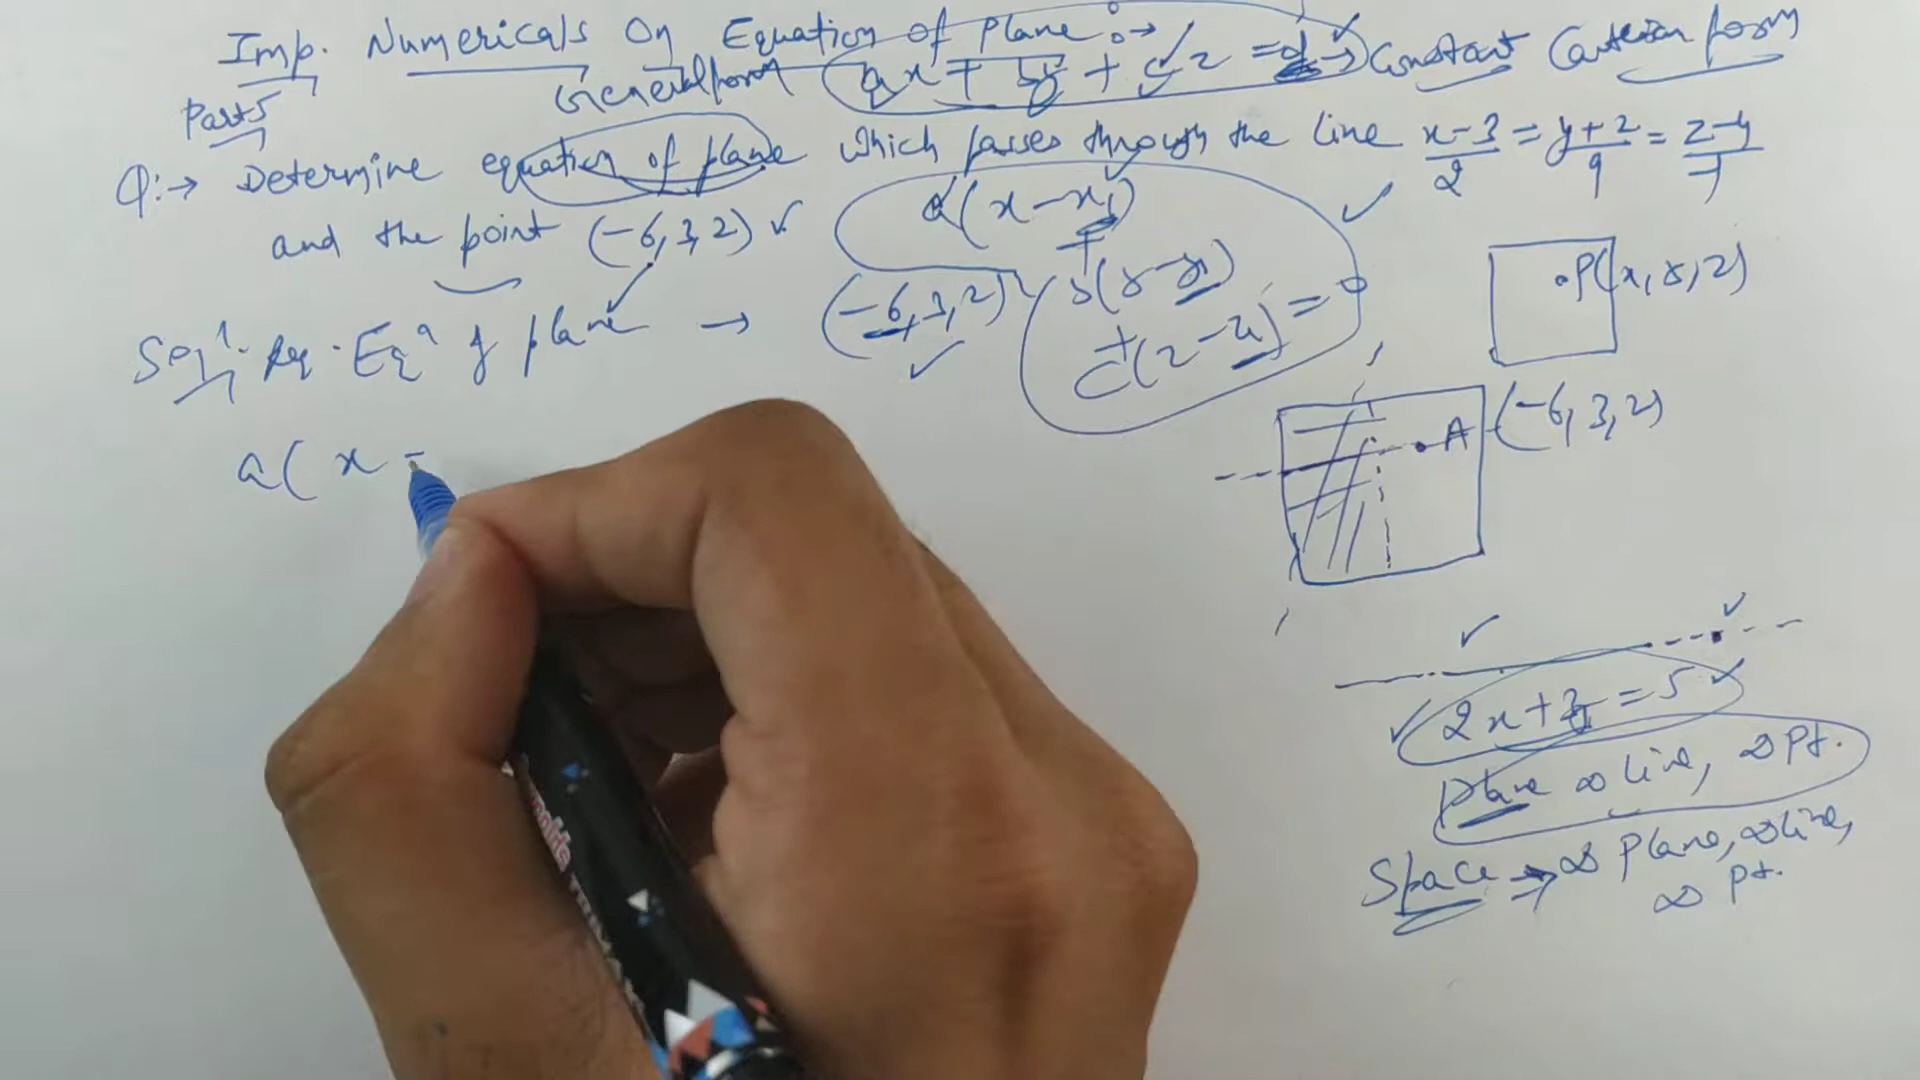 Imp. Numericals On Equation of plane :→
Part 5
General form ax + by + cz = d → Constant Cartesian form
Q:→ Determine equation of plane which passes through the line x-3/2 = y+2/9 = z-4/-1
and the point (-6,3,2) ✓
a(x-x1)
+
b(y-y1)
+
c(z-z1) = 0
Sol^n. Rq. Eq^n of plane → (-6,3,2)
P(x,y,z)
A (-6,3,2)
a(x -
2x+3y=5
Plane ∞ line, ∞ Pt.
Space ⇒ ∞ Plane, ∞ line,
∞ Pt.